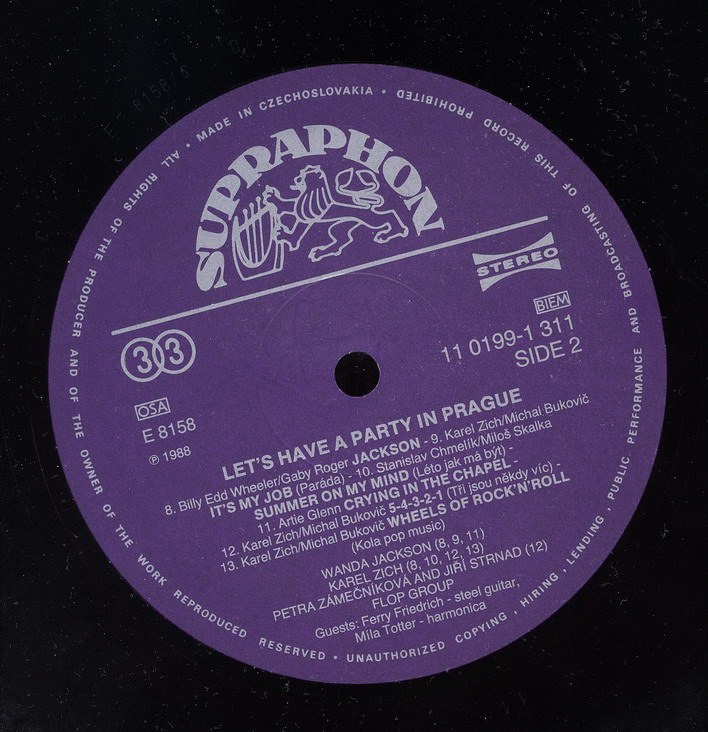 MADE IN CZECHOSLOVAKIA • ALL RIGHTS OF THE PRODUCER AND OF THE OWNER OF THE WORK REPRODUCED RESERVED • UNAUTHORIZED COPYING, HIRING, LENDING, PUBLIC PERFORMANCE AND BROADCASTING OF THIS RECORD PROHIBITED •
SUPRAPHON
STEREO
33
BIEM
11 0199-1 311
SIDE 2
OSA
E 8158
℗ 1988
LET'S HAVE A PARTY IN PRAGUE
8. Billy Edd Wheeler/Gaby Roger JACKSON - 9. Karel Zich/Michal Bukovič
IT'S MY JOB (Paráda) - 10. Stanislav Chmelík/Miloš Skalka
SUMMER ON MY MIND (Léto jak má být) -
11. Artie Glenn CRYING IN THE CHAPEL -
12. Karel Zich/Michal Bukovič 5-4-3-2-1 (Tři jsou někdy víc) -
13. Karel Zich/Michal Bukovič WHEELS OF ROCK'N'ROLL
(Kola pop music)
WANDA JACKSON (8, 9, 11)
KAREL ZICH (8, 10, 12, 13)
PETRA ZÁMEČNÍKOVÁ AND JIŘÍ STRNAD (12)
FLOP GROUP
Guests: Ferry Friedrich - steel guitar,
Míla Totter - harmonica